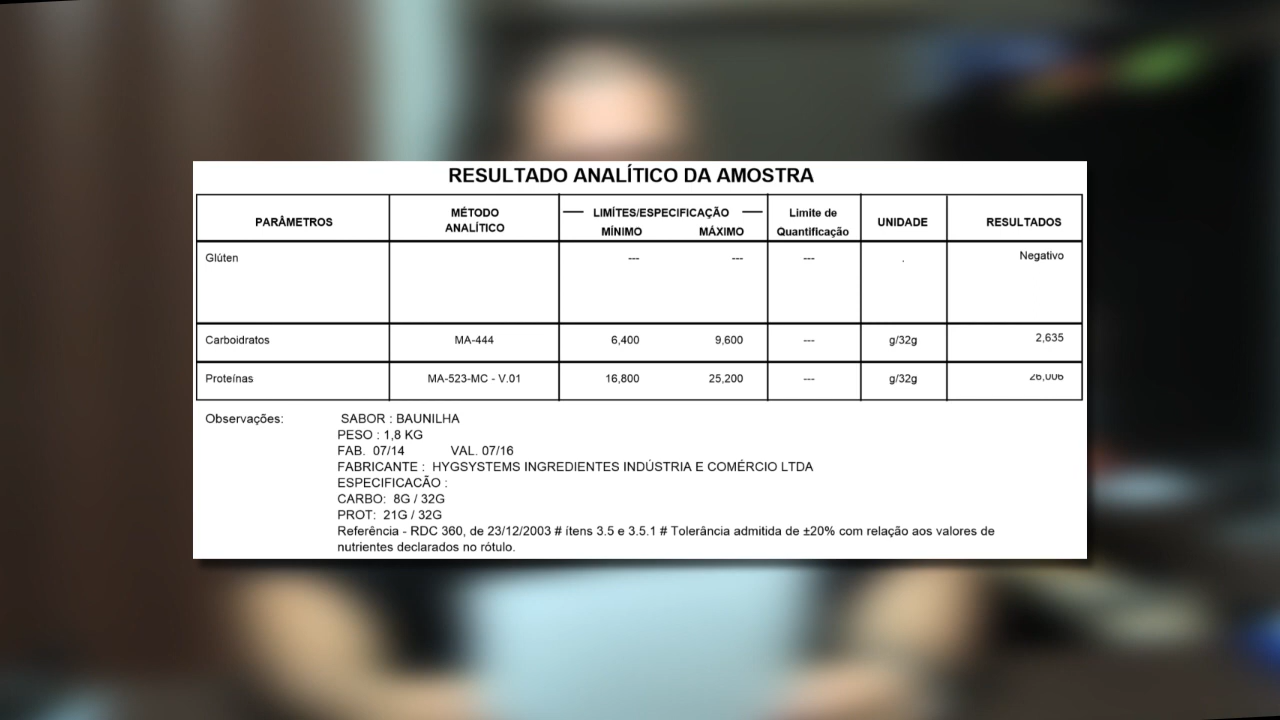 RESULTADO ANALÍTICO DA AMOSTRA
PARÂMETROS MÉTODO ANALÍTICO LIMÍTES/ESPECIFICAÇÃO MÍNIMO MÁXIMO Limite de Quantificação UNIDADE RESULTADOS
Glúten --- --- --- . Negativo
Carboidratos MA-444 6,400 9,600 --- g/32g 2,635
Proteínas MA-523-MC - V.01 16,800 25,200 --- g/32g 26,006
Observações: SABOR : BAUNILHA
PESO : 1,8 KG
FAB. 07/14 VAL. 07/16
FABRICANTE : HYGSYSTEMS INGREDIENTES INDÚSTRIA E COMÉRCIO LTDA
ESPECIFICACÃO :
CARBO: 8G / 32G
PROT: 21G / 32G
Referência - RDC 360, de 23/12/2003 # ítens 3.5 e 3.5.1 # Tolerância admitida de ±20% com relação aos valores de
nutrientes declarados no rótulo.